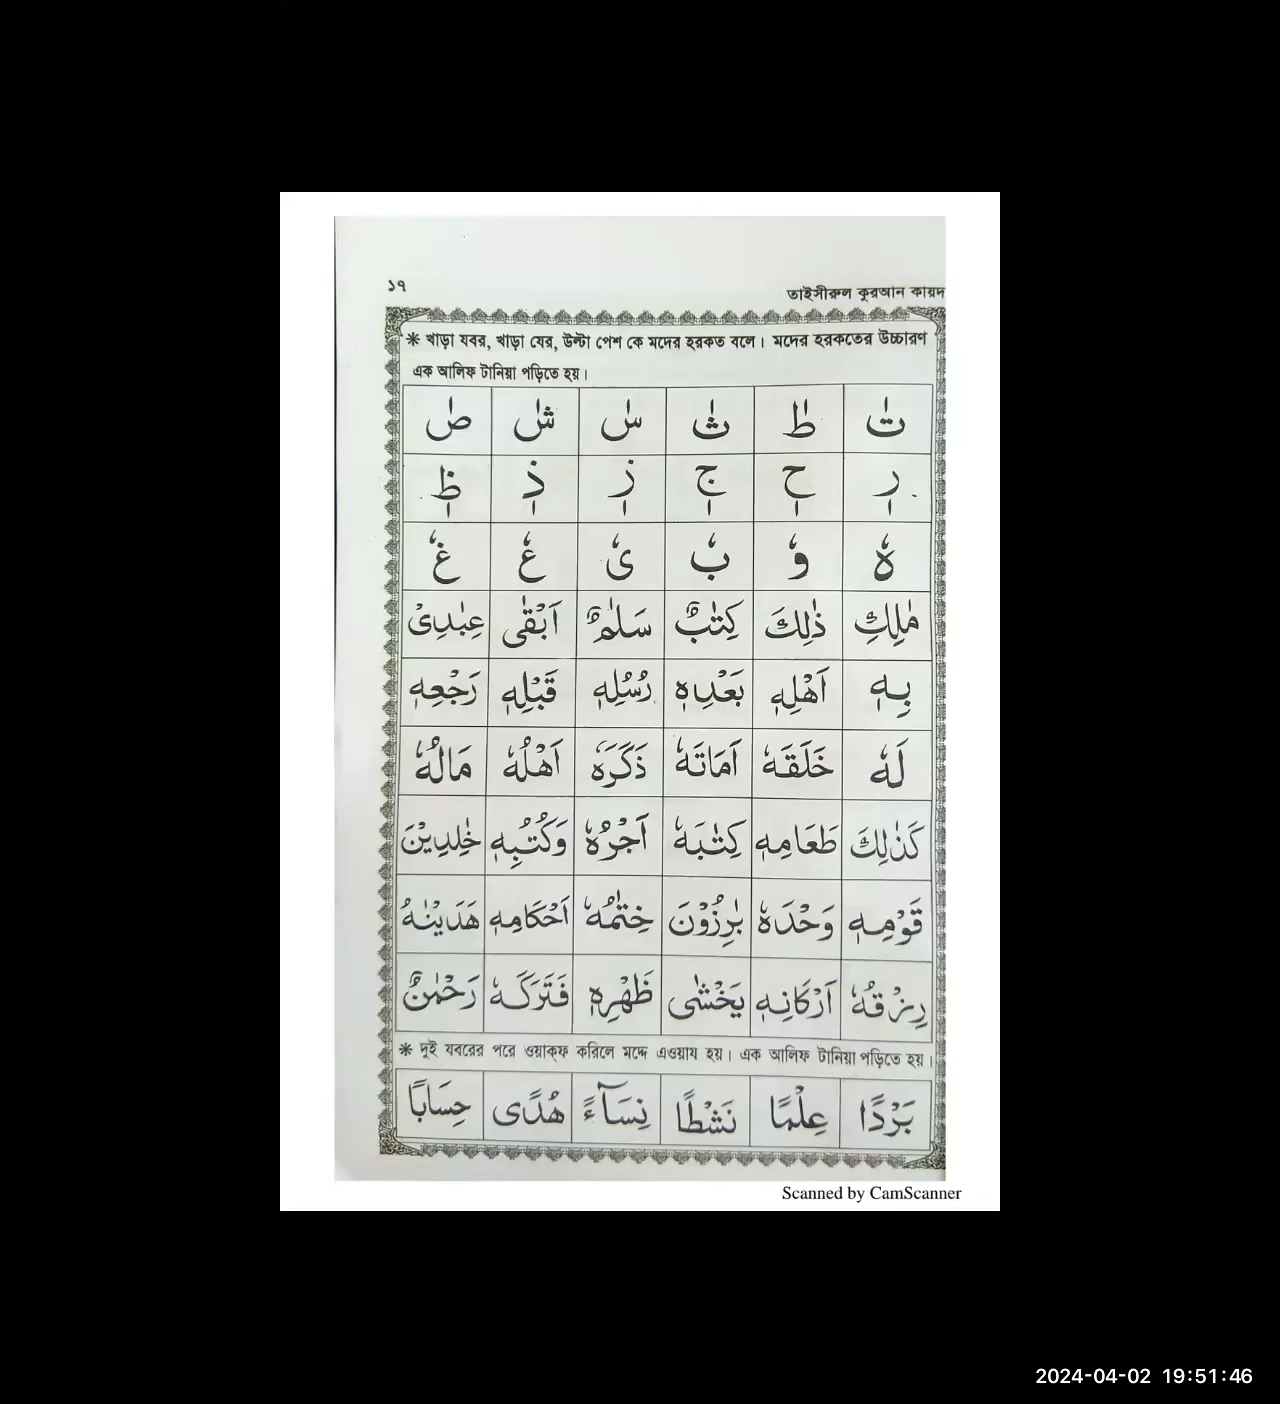 ১৭
তাইসীরুল কুরআন কায়দ
* খাড়া যবর, খাড়া যের, উল্টা পেশ কে মদের হরকত বলে। মদের হরকতের উচ্চারণ
এক আলিফ টানিয়া পড়িতে হয়।
تٰ طٰ ثٰ سٰ شٰ صٰ
رٖ حٖ جٖ زٖ ذٖ ظٖ
هٗ وٗ بٗ یٗ عٗ غٗ
مٰلِكِ ذٰلِكَ كِتٰبٌ سَلٰمٌ اَبْقٰی عِبٰدِیْ
بِهٖ اَهْلِهٖ بَعْدِهٖ رُسُلِهٖ قَبْلِهٖ رَجْعِهٖ
لَهٗ خَلَقَهٗ اَمَاتَهٗ ذَكَرَهٗ اَهْلُهٗ مَالُهٗ
كَذٰلِكَ طَعَامِهٖ كِتٰبَهٗ اَجْرُهٗ وَكُتُبِهٖ خٰلِدِیْنَ
قَوْمِهٖ وَحْدَهٗ بٰرِزُوْنَ خِتٰمُهٗ اَحْكَامِهٖ هَدَیْنٰهُ
رِزْقُهٗ اَرْكَانِهٖ یَخْشٰی ظَهْرِهٖ فَتَرَكَهٗ رَحْمٰنٌ
* দুই যবরের পরে ওয়াক্ফ করিলে মদ্দে এওয়ায হয়। এক আলিফ টানিয়া পড়িতে হয়।
بَرْدًا عِلْمًا نَشْطًا نِسَآءً هُدًی حِسَابًا
Scanned by CamScanner
2024-04-02 19:51:46